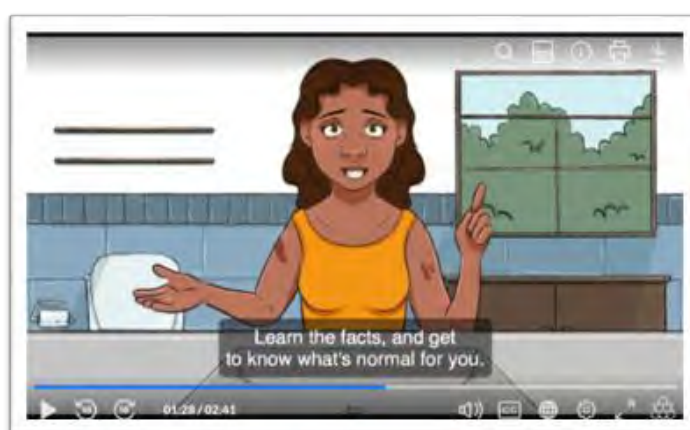 Learn the facts, and get
to know what's normal for you.
01:28 / 02:41